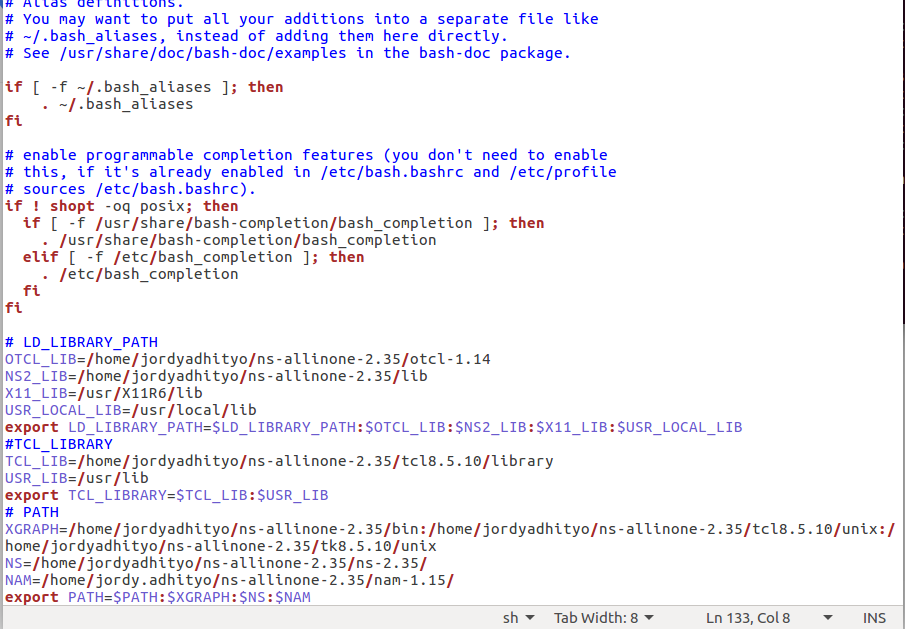 # Alias definitions.
# You may want to put all your additions into a separate file like
# ~/.bash_aliases, instead of adding them here directly.
# See /usr/share/doc/bash-doc/examples in the bash-doc package.

if [ -f ~/.bash_aliases ]; then
    . ~/.bash_aliases
fi

# enable programmable completion features (you don't need to enable
# this, if it's already enabled in /etc/bash.bashrc and /etc/profile
# sources /etc/bash.bashrc).
if ! shopt -oq posix; then
  if [ -f /usr/share/bash-completion/bash_completion ]; then
    . /usr/share/bash-completion/bash_completion
  elif [ -f /etc/bash_completion ]; then
    . /etc/bash_completion
  fi
fi

# LD_LIBRARY_PATH
OTCL_LIB=/home/jordyadhityo/ns-allinone-2.35/otcl-1.14
NS2_LIB=/home/jordyadhityo/ns-allinone-2.35/lib
X11_LIB=/usr/X11R6/lib
USR_LOCAL_LIB=/usr/local/lib
export LD_LIBRARY_PATH=$LD_LIBRARY_PATH:$OTCL_LIB:$NS2_LIB:$X11_LIB:$USR_LOCAL_LIB
#TCL_LIBRARY
TCL_LIB=/home/jordyadhityo/ns-allinone-2.35/tcl8.5.10/library
USR_LIB=/usr/lib
export TCL_LIBRARY=$TCL_LIB:$USR_LIB
# PATH
XGRAPH=/home/jordyadhityo/ns-allinone-2.35/bin:/home/jordyadhityo/ns-allinone-2.35/tcl8.5.10/unix:/
home/jordyadhityo/ns-allinone-2.35/tk8.5.10/unix
NS=/home/jordyadhityo/ns-allinone-2.35/ns-2.35/
NAM=/home/jordy.adhityo/ns-allinone-2.35/nam-1.15/
export PATH=$PATH:$XGRAPH:$NS:$NAM
sh Tab Width: 8 Ln 133, Col 8 INS